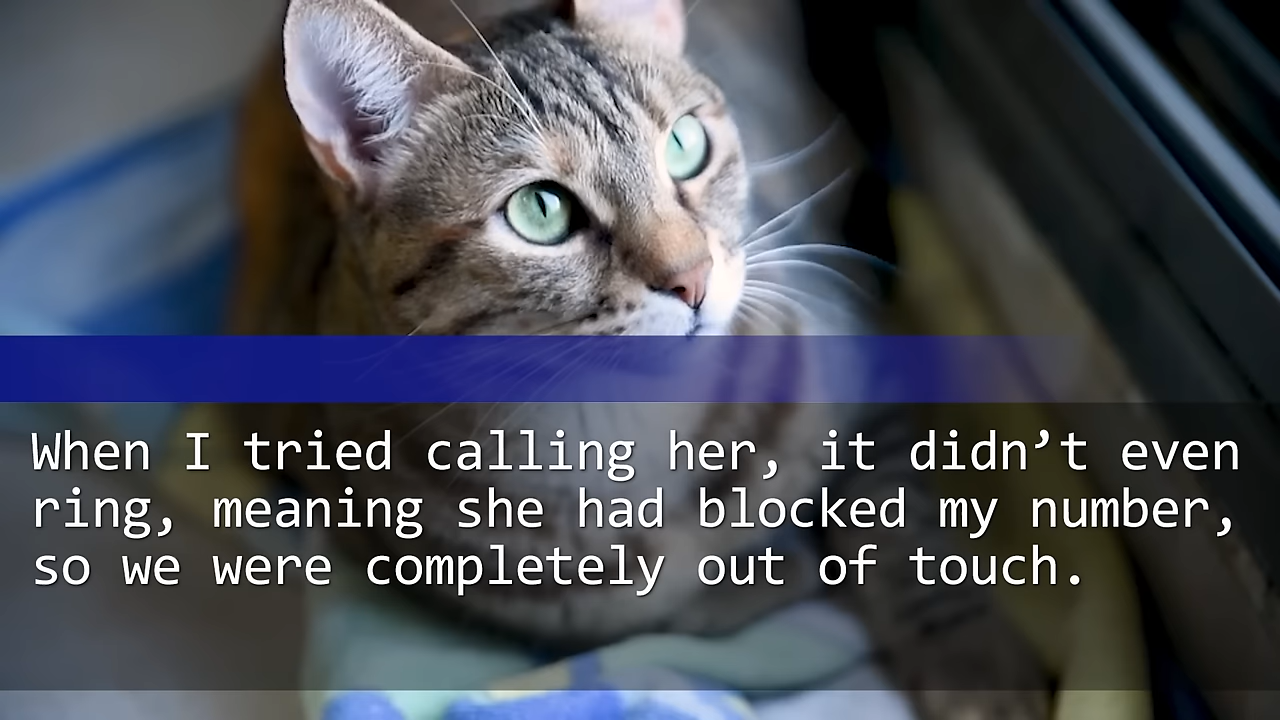 When I tried calling her, it didn’t even
ring, meaning she had blocked my number,
so we were completely out of touch.